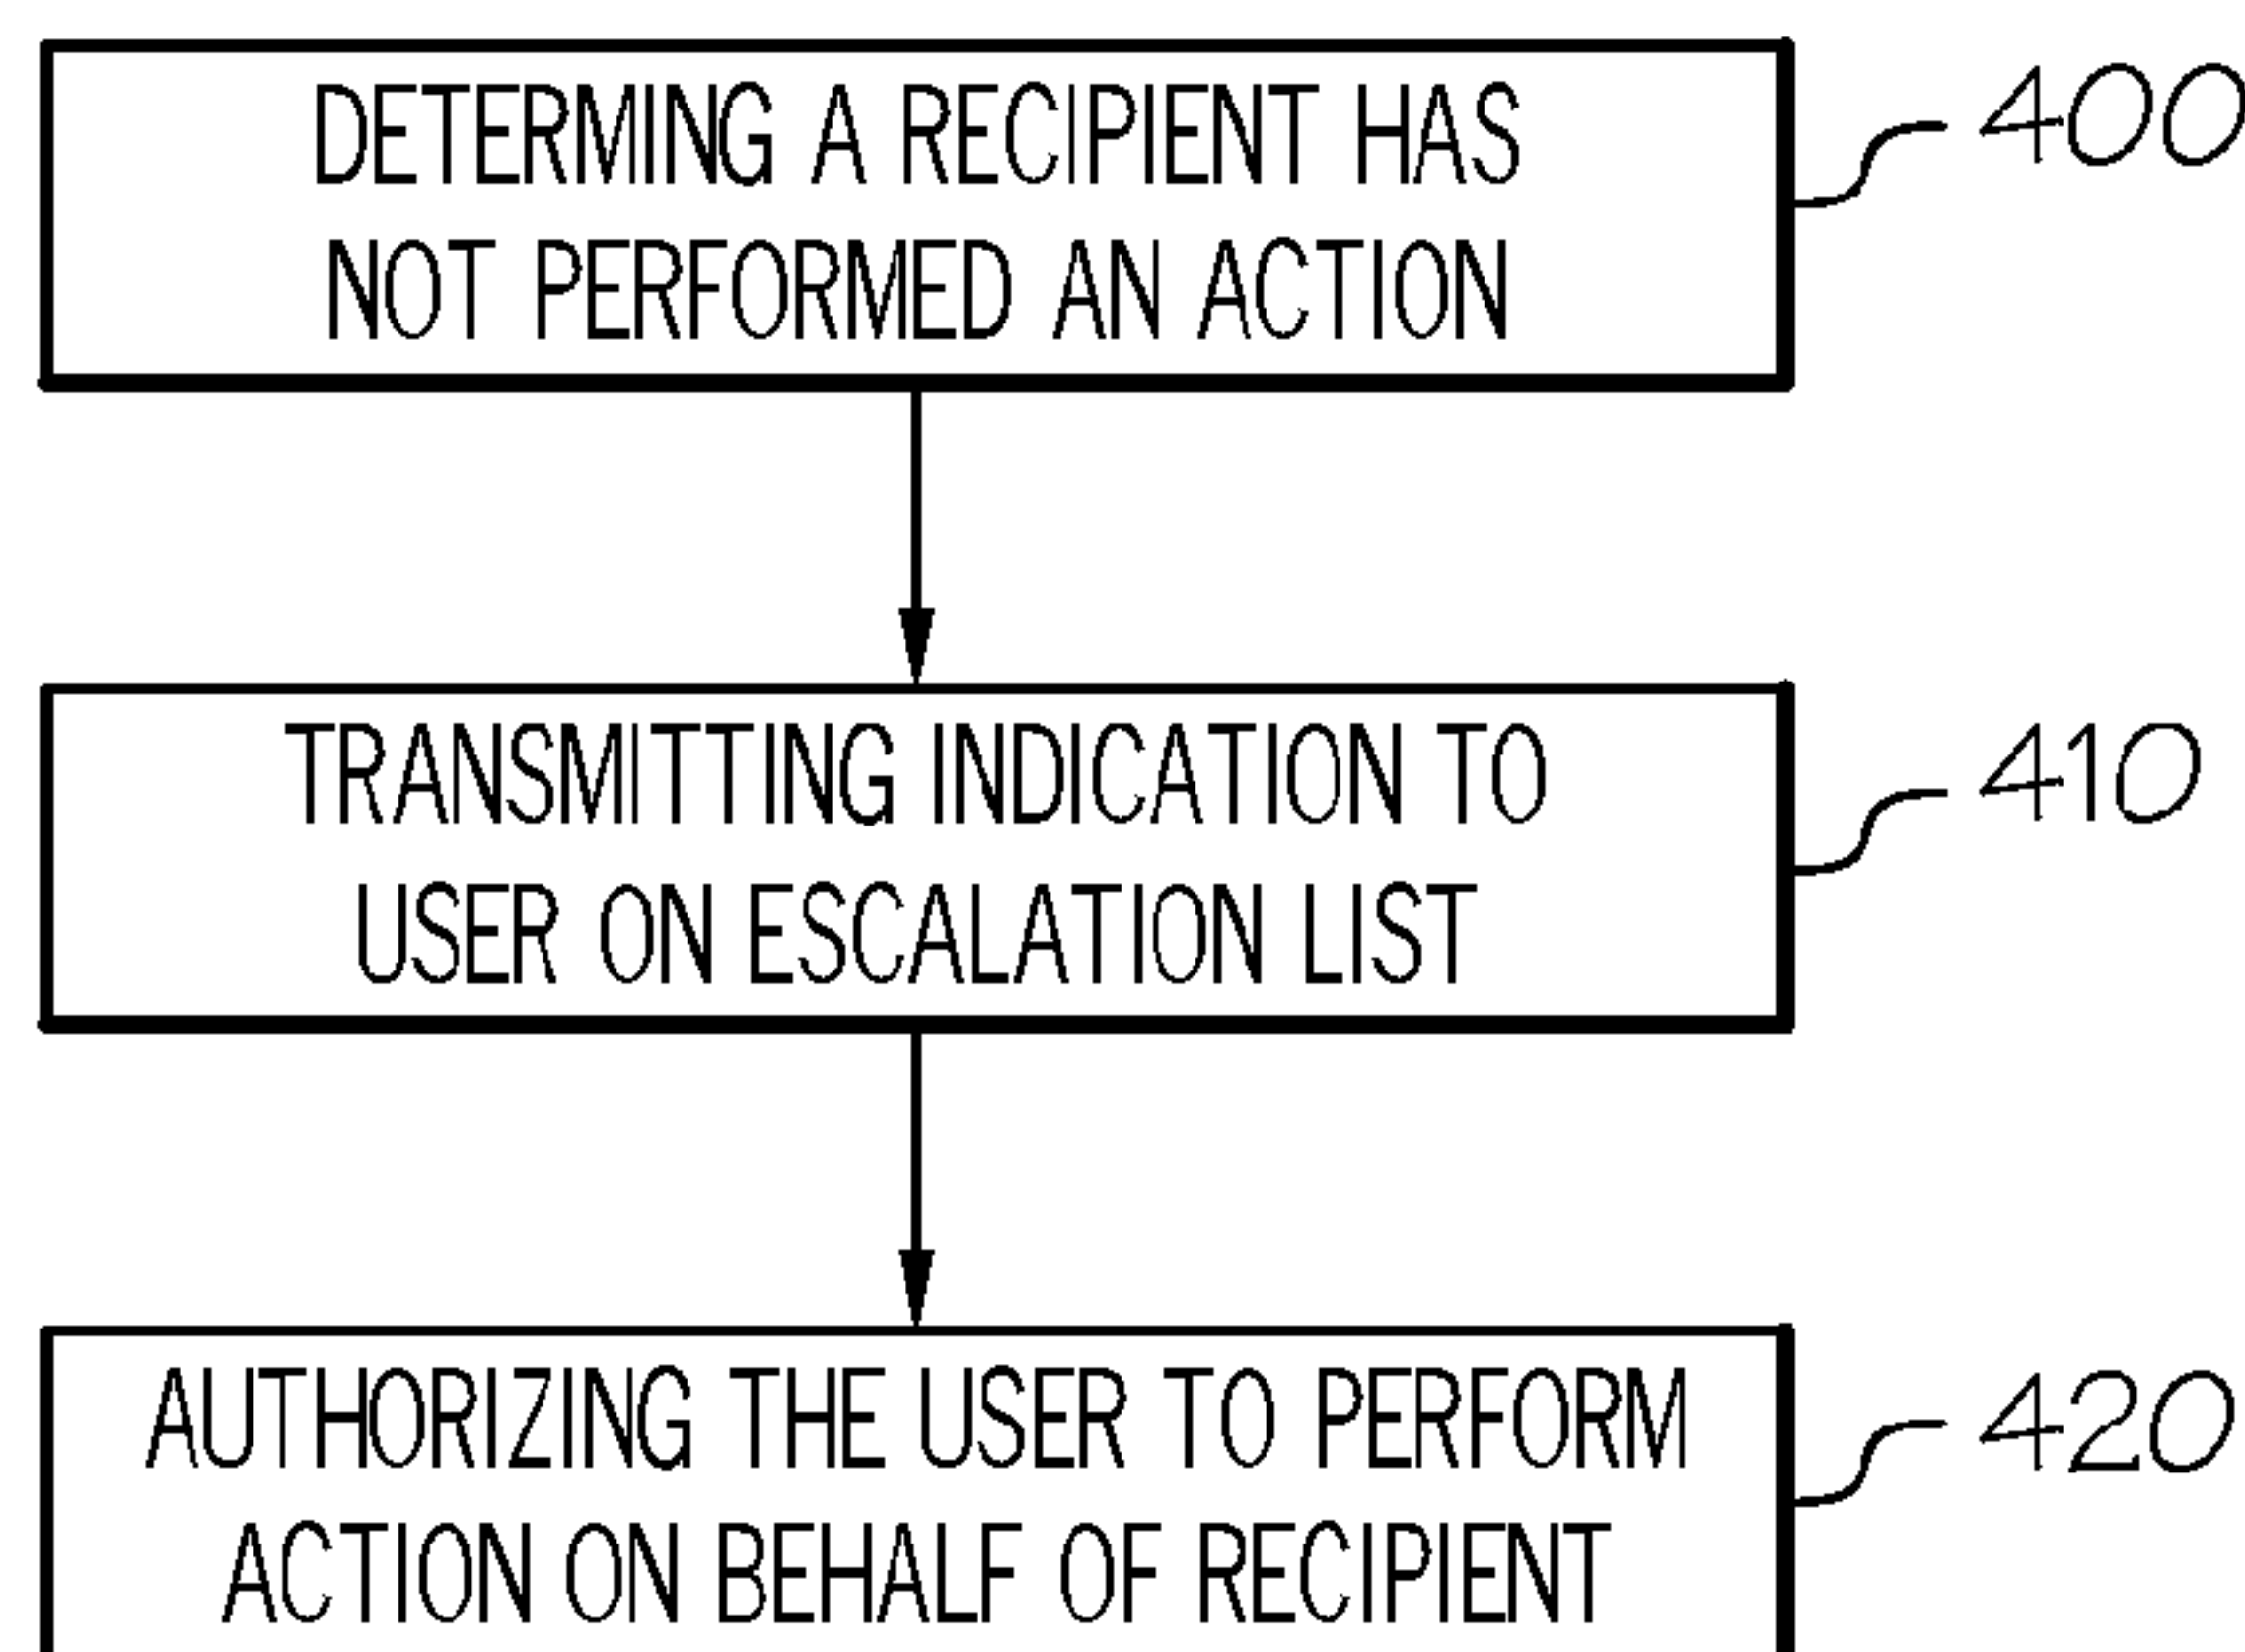 DETERMING A RECIPIENT HAS
400
NOT PERFORMED AN ACTION
TRANSMITTING INDICATION TO
410
USER ON ESCALATION LIST
AUTHORIZING THE USER TO PERFORM
420
ACTION ON BEHALF OF RECIPIENT